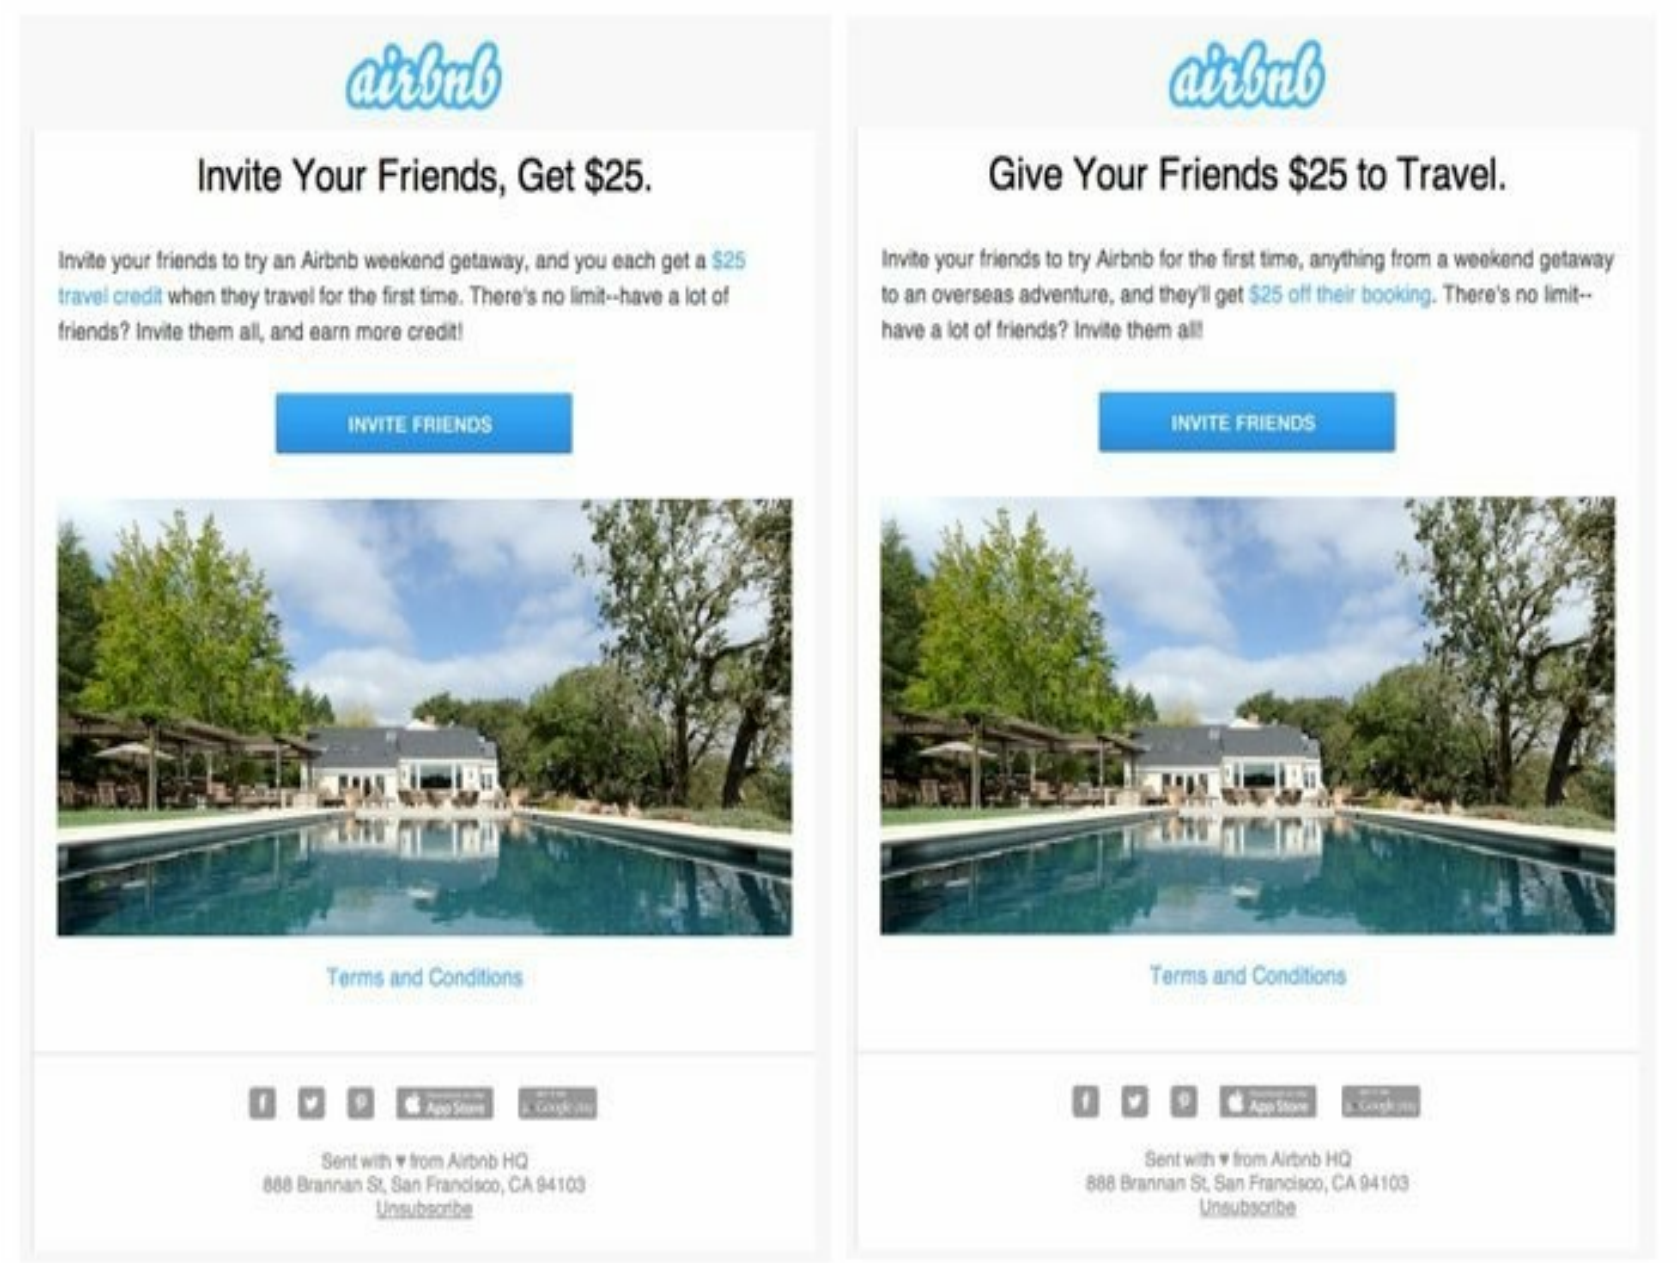 airbnb
Invite Your Friends, Get $25.
Invite your friends to try an Airbnb weekend getaway, and you each get a $25
travel credit when they travel for the first time. There's no limit--have a lot of
friends? Invite them all, and earn more credit!
INVITE FRIENDS
Terms and Conditions
App Store
Google play
Sent with ♥ from Airbnb HQ
888 Brannan St, San Francisco, CA 94103
Unsubscribe
airbnb
Give Your Friends $25 to Travel.
Invite your friends to try Airbnb for the first time, anything from a weekend getaway
to an overseas adventure, and they'll get $25 off their booking. There's no limit--
have a lot of friends? Invite them all!
INVITE FRIENDS
Terms and Conditions
App Store
Google play
Sent with ♥ from Airbnb HQ
888 Brannan St, San Francisco, CA 94103
Unsubscribe